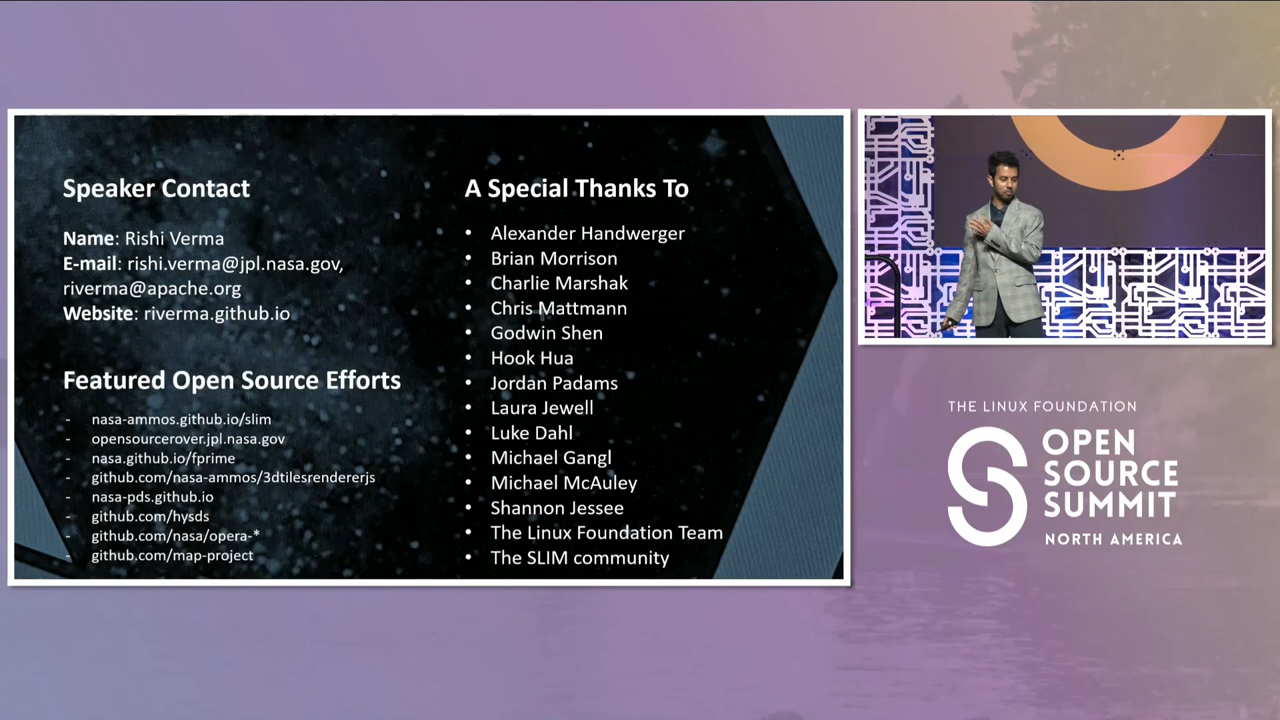 Speaker Contact
Name: Rishi Verma
E-mail: rishi.verma@jpl.nasa.gov,
riverma@apache.org
Website: riverma.github.io
Featured Open Source Efforts
- nasa-ammos.github.io/slim
- opensourcerover.jpl.nasa.gov
- nasa.github.io/fprime
- github.com/nasa-ammos/3dtilesrendererjs
- nasa-pds.github.io
- github.com/hysds
- github.com/nasa/opera-*
- github.com/map-project
A Special Thanks To
• Alexander Handwerger
• Brian Morrison
• Charlie Marshak
• Chris Mattmann
• Godwin Shen
• Hook Hua
• Jordan Padams
• Laura Jewell
• Luke Dahl
• Michael Gangl
• Michael McAuley
• Shannon Jessee
• The Linux Foundation Team
• The SLIM community
THE LINUX FOUNDATION
OPEN
SOURCE
SUMMIT
NORTH AMERICA